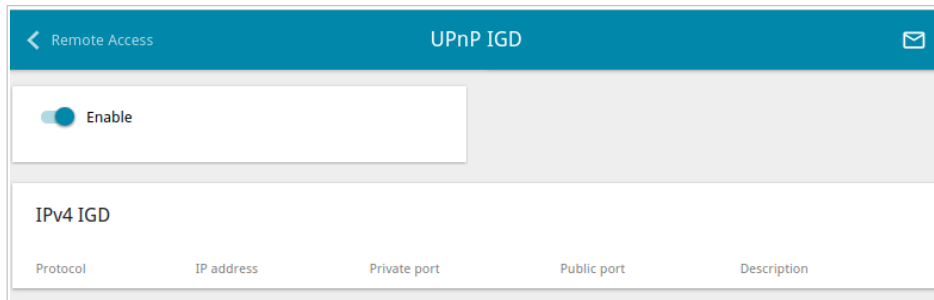 Remote Access UPnP IGD
Enable
IPv4 IGD
Protocol IP address Private port Public port Description